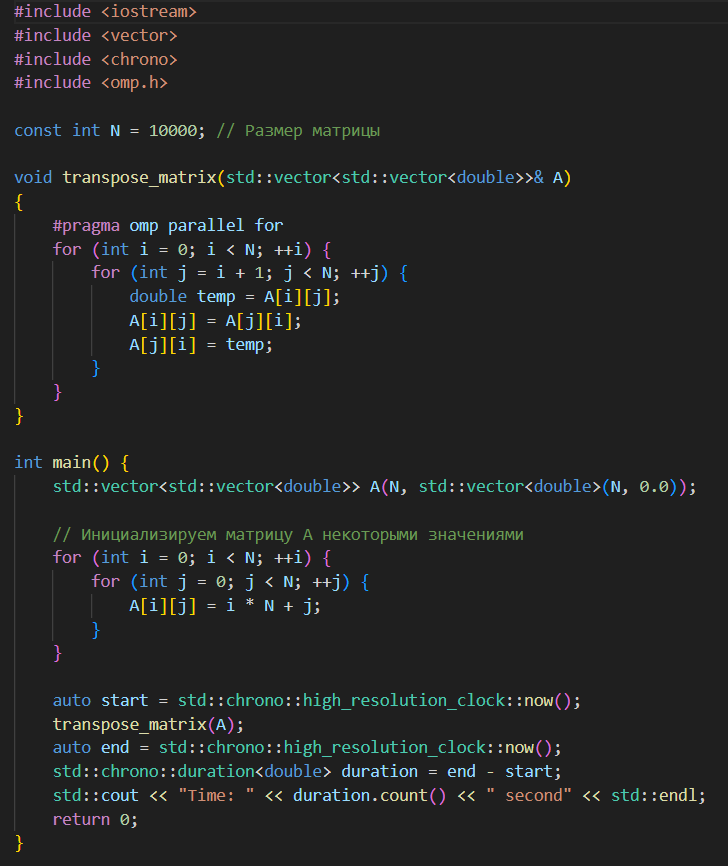 #include <iostream>
#include <vector>
#include <chrono>
#include <omp.h>

const int N = 10000; // Размер матрицы

void transpose_matrix(std::vector<std::vector<double>>& A)
{
    #pragma omp parallel for
    for (int i = 0; i < N; ++i) {
        for (int j = i + 1; j < N; ++j) {
            double temp = A[i][j];
            A[i][j] = A[j][i];
            A[j][i] = temp;
        }
    }
}

int main() {
    std::vector<std::vector<double>> A(N, std::vector<double>(N, 0.0));

    // Инициализируем матрицу A некоторыми значениями
    for (int i = 0; i < N; ++i) {
        for (int j = 0; j < N; ++j) {
            A[i][j] = i * N + j;
        }
    }

    auto start = std::chrono::high_resolution_clock::now();
    transpose_matrix(A);
    auto end = std::chrono::high_resolution_clock::now();
    std::chrono::duration<double> duration = end - start;
    std::cout << "Time: " << duration.count() << " second" << std::endl;
    return 0;
}